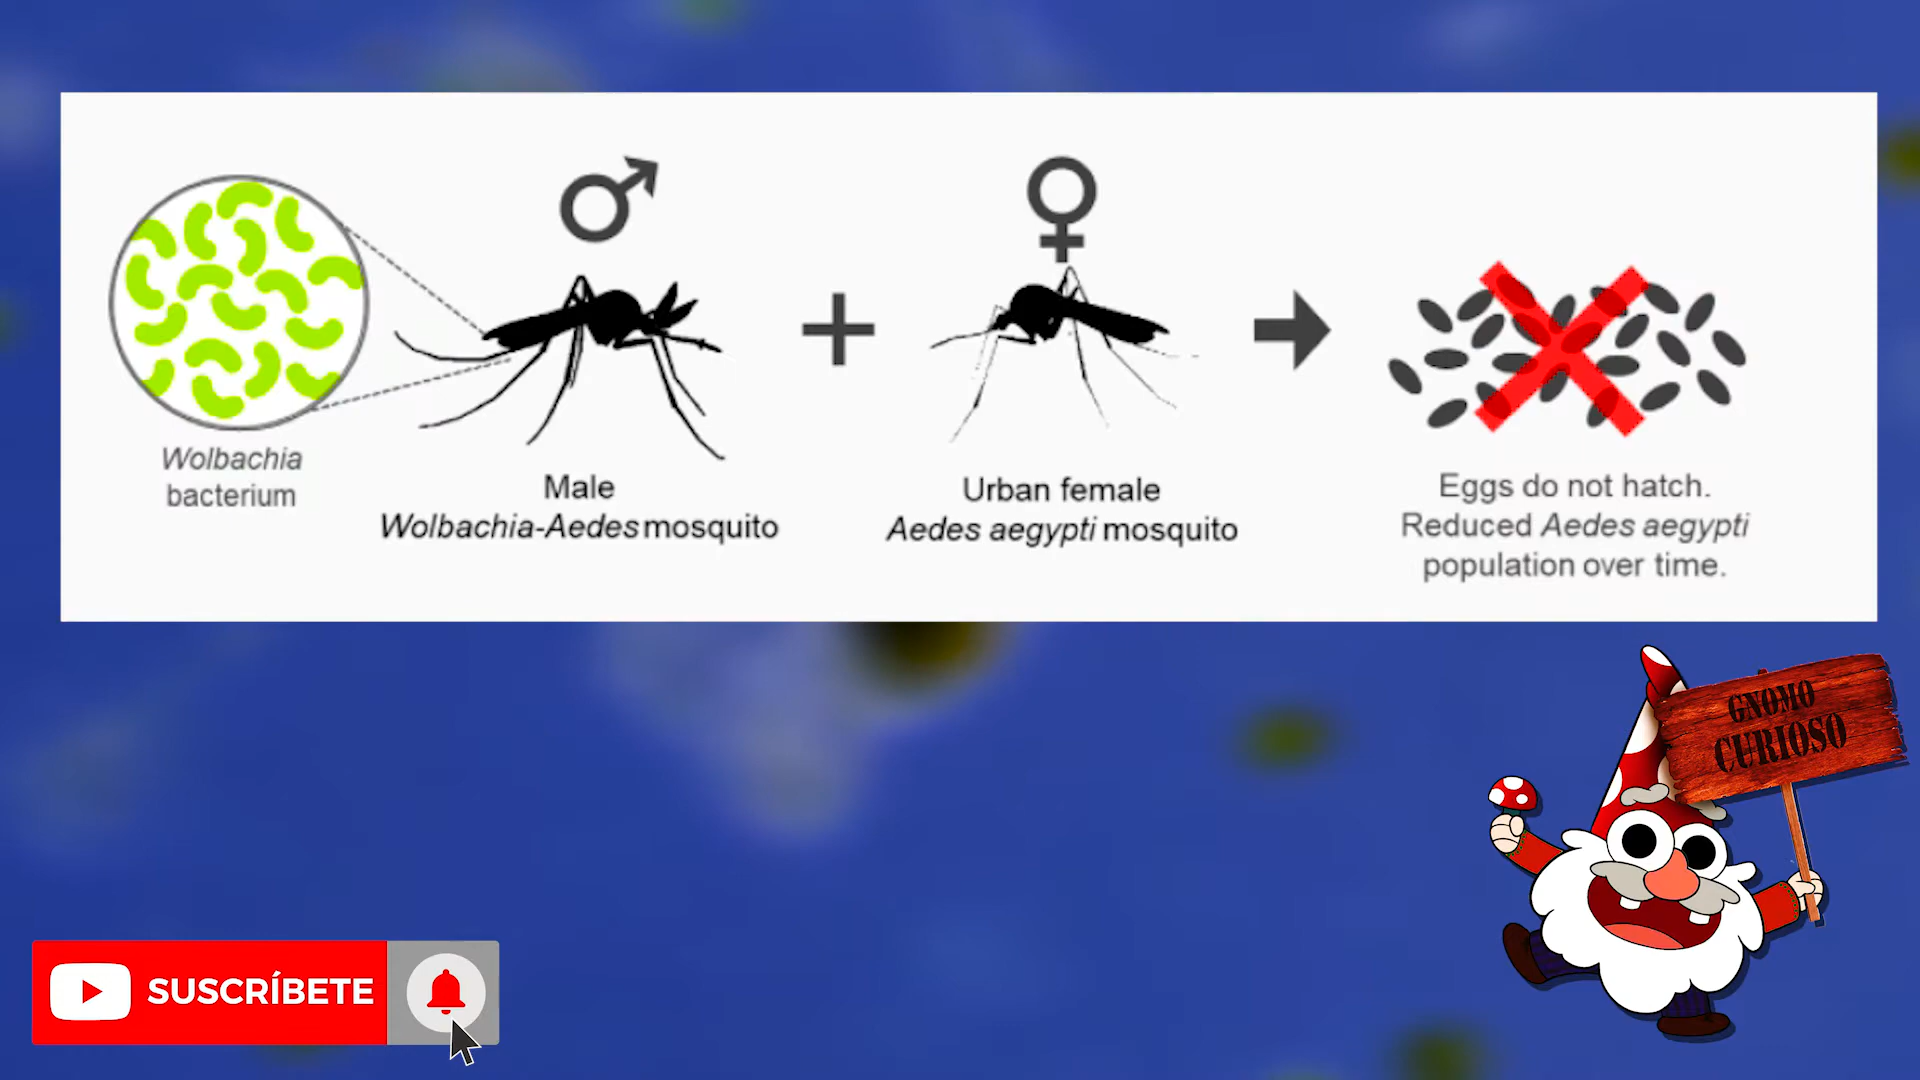 Wolbachia
bacterium
Male
Wolbachia-Aedes mosquito
Urban female
Aedes aegypti mosquito
Eggs do not hatch.
Reduced Aedes aegypti
population over time.
GNOMO
CURIOSO
SUSCRÍBETE